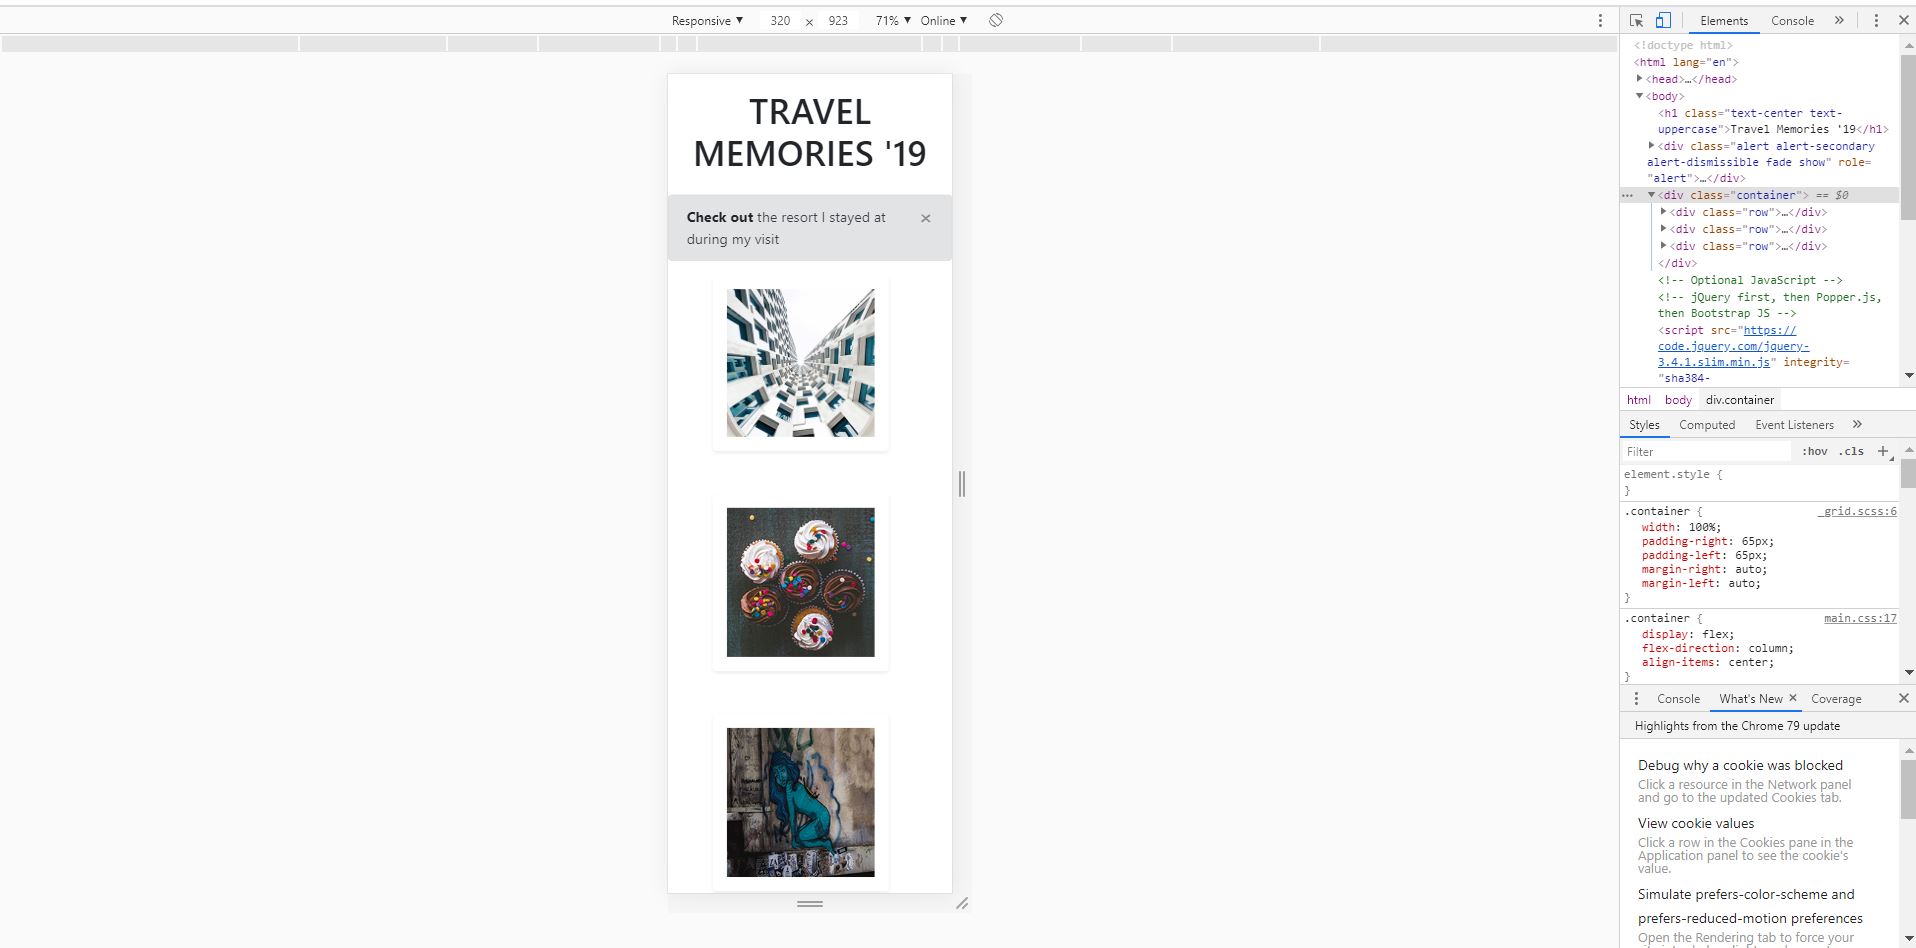 Responsive ▼ 320 × 923 71% ▼ Online ▼
Elements Console »
TRAVEL
MEMORIES '19
Check out the resort I stayed at
during my visit
×
<!doctype html>
<html lang="en">
▶<head>…</head>
▼<body>
<h1 class="text-center text-
uppercase">Travel Memories '19</h1>
▶<div class="alert alert-secondary
alert-dismissible fade show" role=
"alert">…</div>
… ▼<div class="container"> == $0
▶<div class="row">…</div>
▶<div class="row">…</div>
▶<div class="row">…</div>
</div>
<!-- Optional JavaScript -->
<!-- jQuery first, then Popper.js,
then Bootstrap JS -->
<script src="https://
code.jquery.com/jquery-
3.4.1.slim.min.js" integrity=
"sha384-
html body div.container
Styles Computed Event Listeners »
Filter :hov .cls +
element.style {
}
.container { _grid.scss:6
width: 100%;
padding-right: 65px;
padding-left: 65px;
margin-right: auto;
margin-left: auto;
}
.container { main.css:17
display: flex;
flex-direction: column;
align-items: center;
}
Console What's New × Coverage
Highlights from the Chrome 79 update
Debug why a cookie was blocked
Click a resource in the Network panel
and go to the updated Cookies tab.
View cookie values
Click a row in the Cookies pane in the
Application panel to see the cookie's
value.
Simulate prefers-color-scheme and
prefers-reduced-motion preferences
Open the Rendering tab to force your